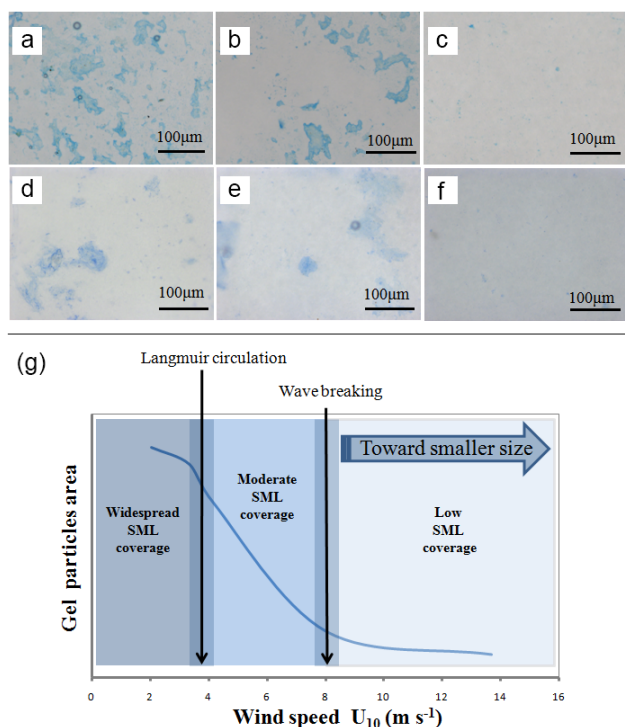 a
b
c
100µm
100µm
100µm
d
e
f
100µm
100µm
100µm
(g)
Langmuir circulation
Wave breaking
Toward smaller size
Widespread
SML
coverage
Moderate
SML
coverage
Low
SML
coverage
Gel particles area
0 2 4 6 8 10 12 14 16
Wind speed U10 (m s-1)